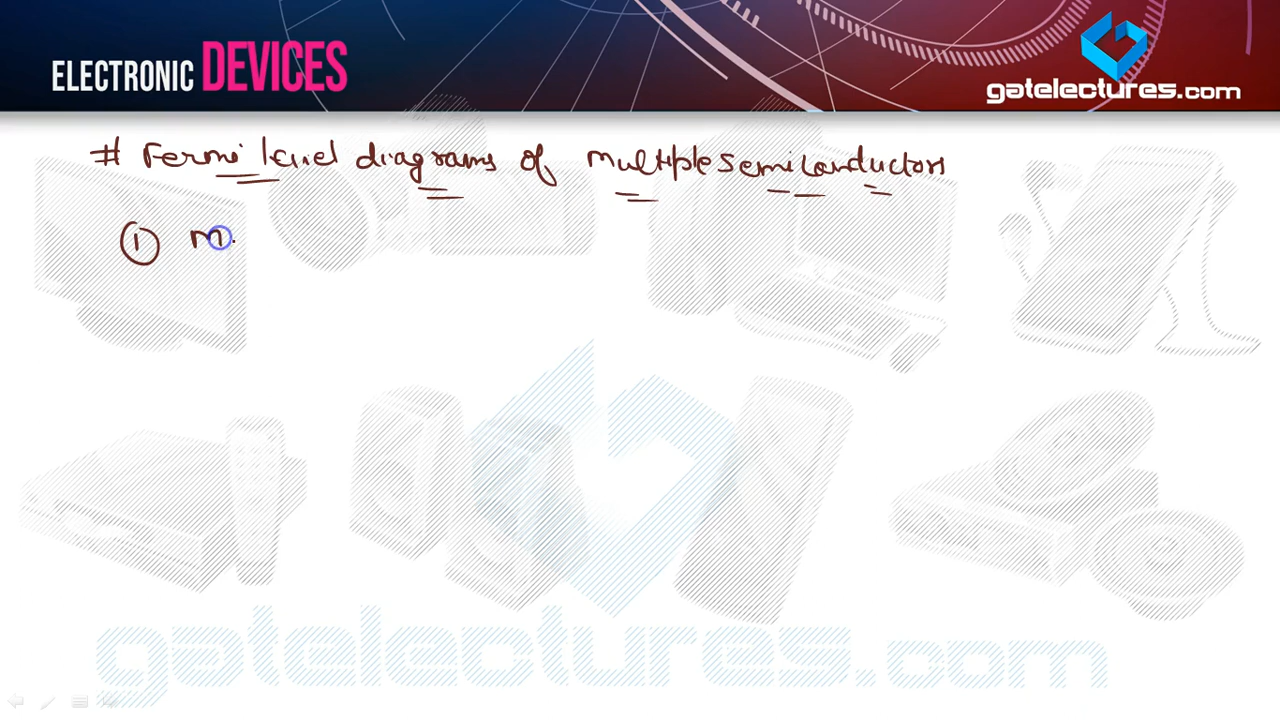 ELECTRONIC DEVICES
gatelectures.com
# Fermi level diagrams of multiple semiconductors
① m
gatelectures.com